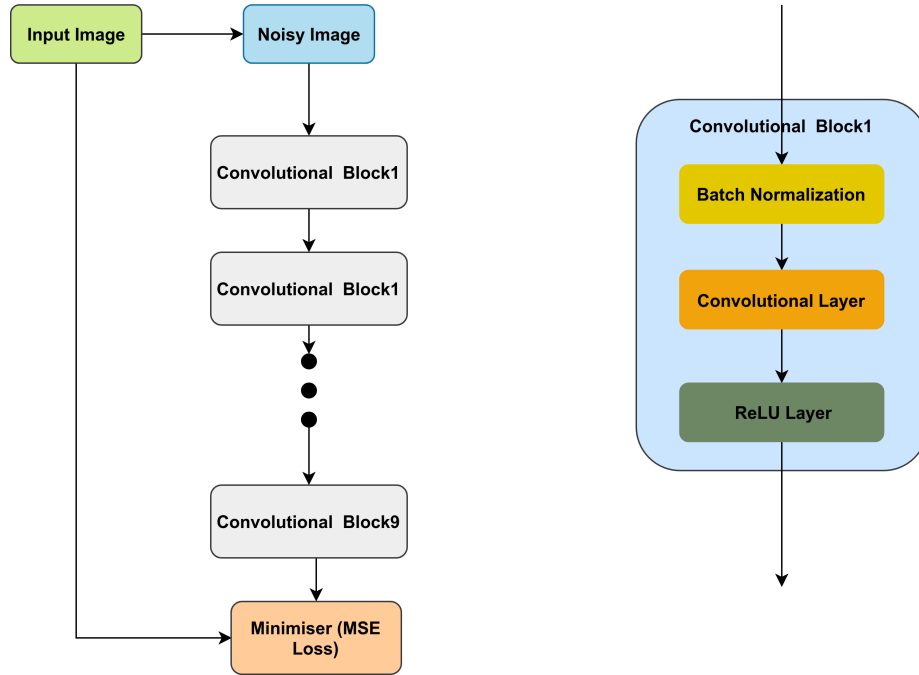 Input Image
Noisy Image
Convolutional Block1
Convolutional Block1
Convolutional Block9
Minimiser (MSE
Loss)
Convolutional Block1
Batch Normalization
Convolutional Layer
ReLU Layer